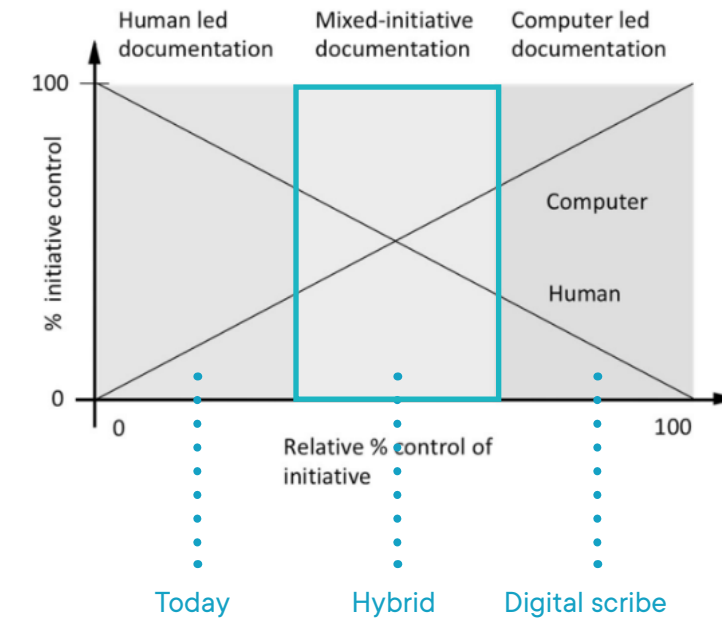 Human led
documentation
Mixed-initiative
documentation
Computer led
documentation
100
% initiative control
Computer
Human
0
0
100
Relative % control of
initiative
Today
Hybrid
Digital scribe